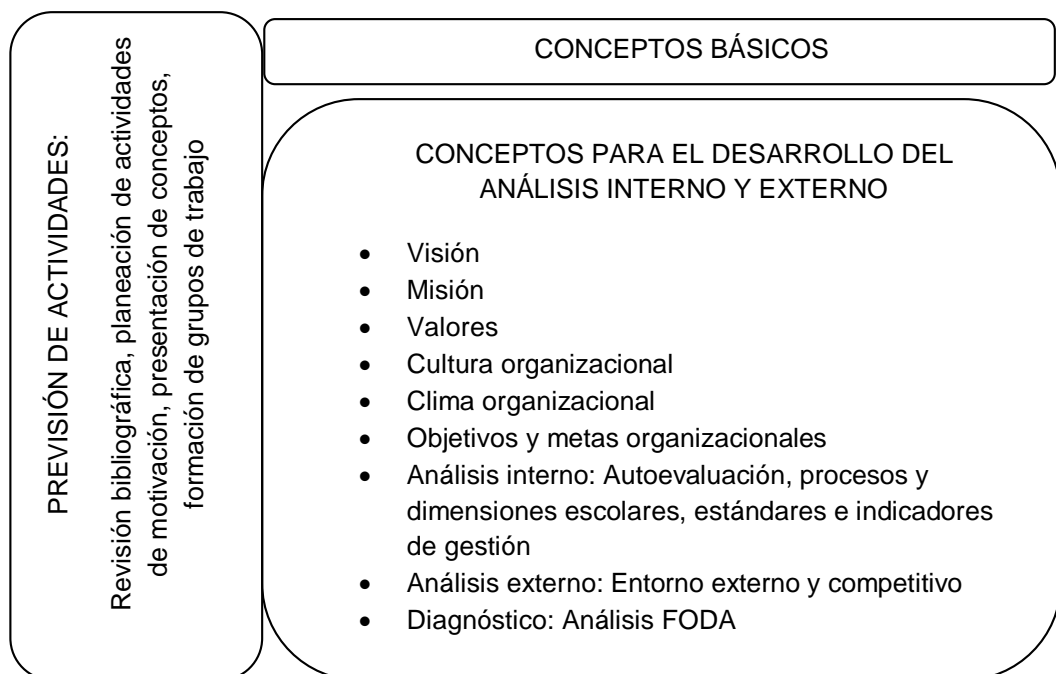 PREVISIÓN DE ACTIVIDADES:
Revisión bibliográfica, planeación de actividades
de motivación, presentación de conceptos,
formación de grupos de trabajo
CONCEPTOS BÁSICOS
CONCEPTOS PARA EL DESARROLLO DEL
ANÁLISIS INTERNO Y EXTERNO
• Visión
• Misión
• Valores
• Cultura organizacional
• Clima organizacional
• Objetivos y metas organizacionales
• Análisis interno: Autoevaluación, procesos y
dimensiones escolares, estándares e indicadores
de gestión
• Análisis externo: Entorno externo y competitivo
• Diagnóstico: Análisis FODA